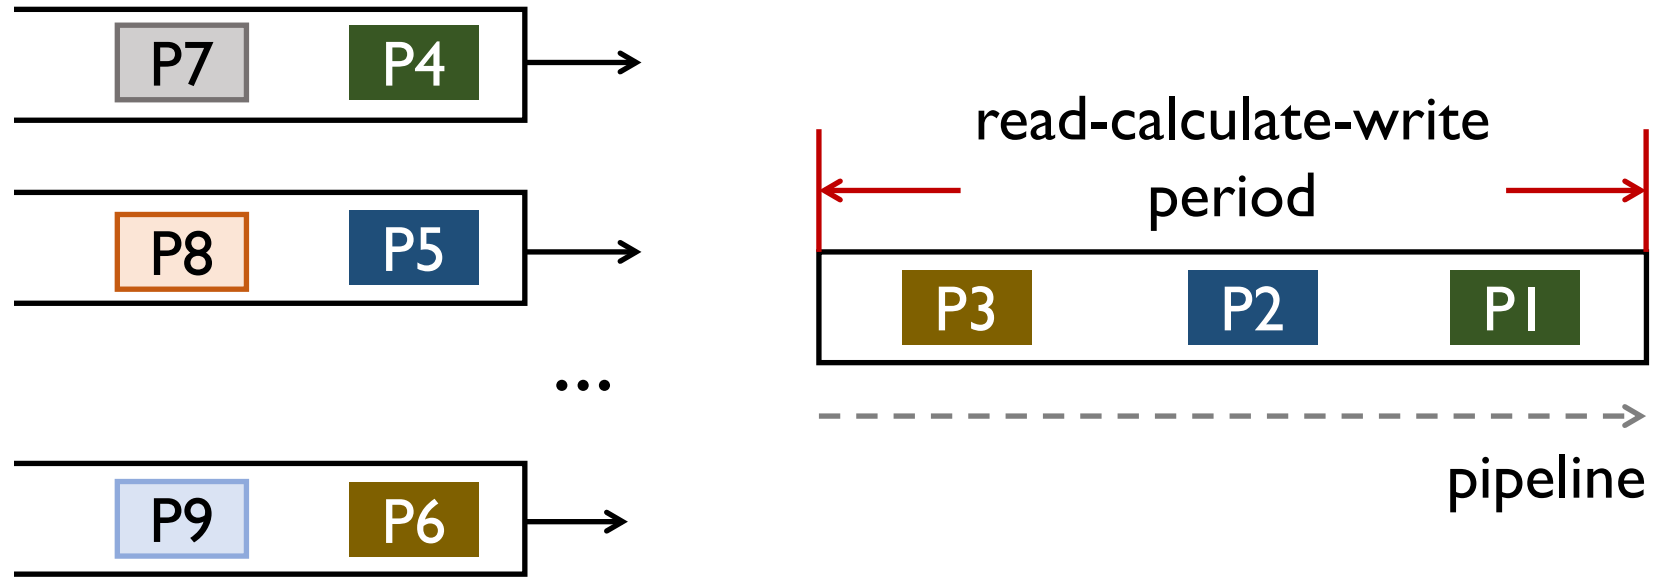 P7 P4
P8 P5
...
P9 P6
read-calculate-write
period
P3 P2 P1
pipeline